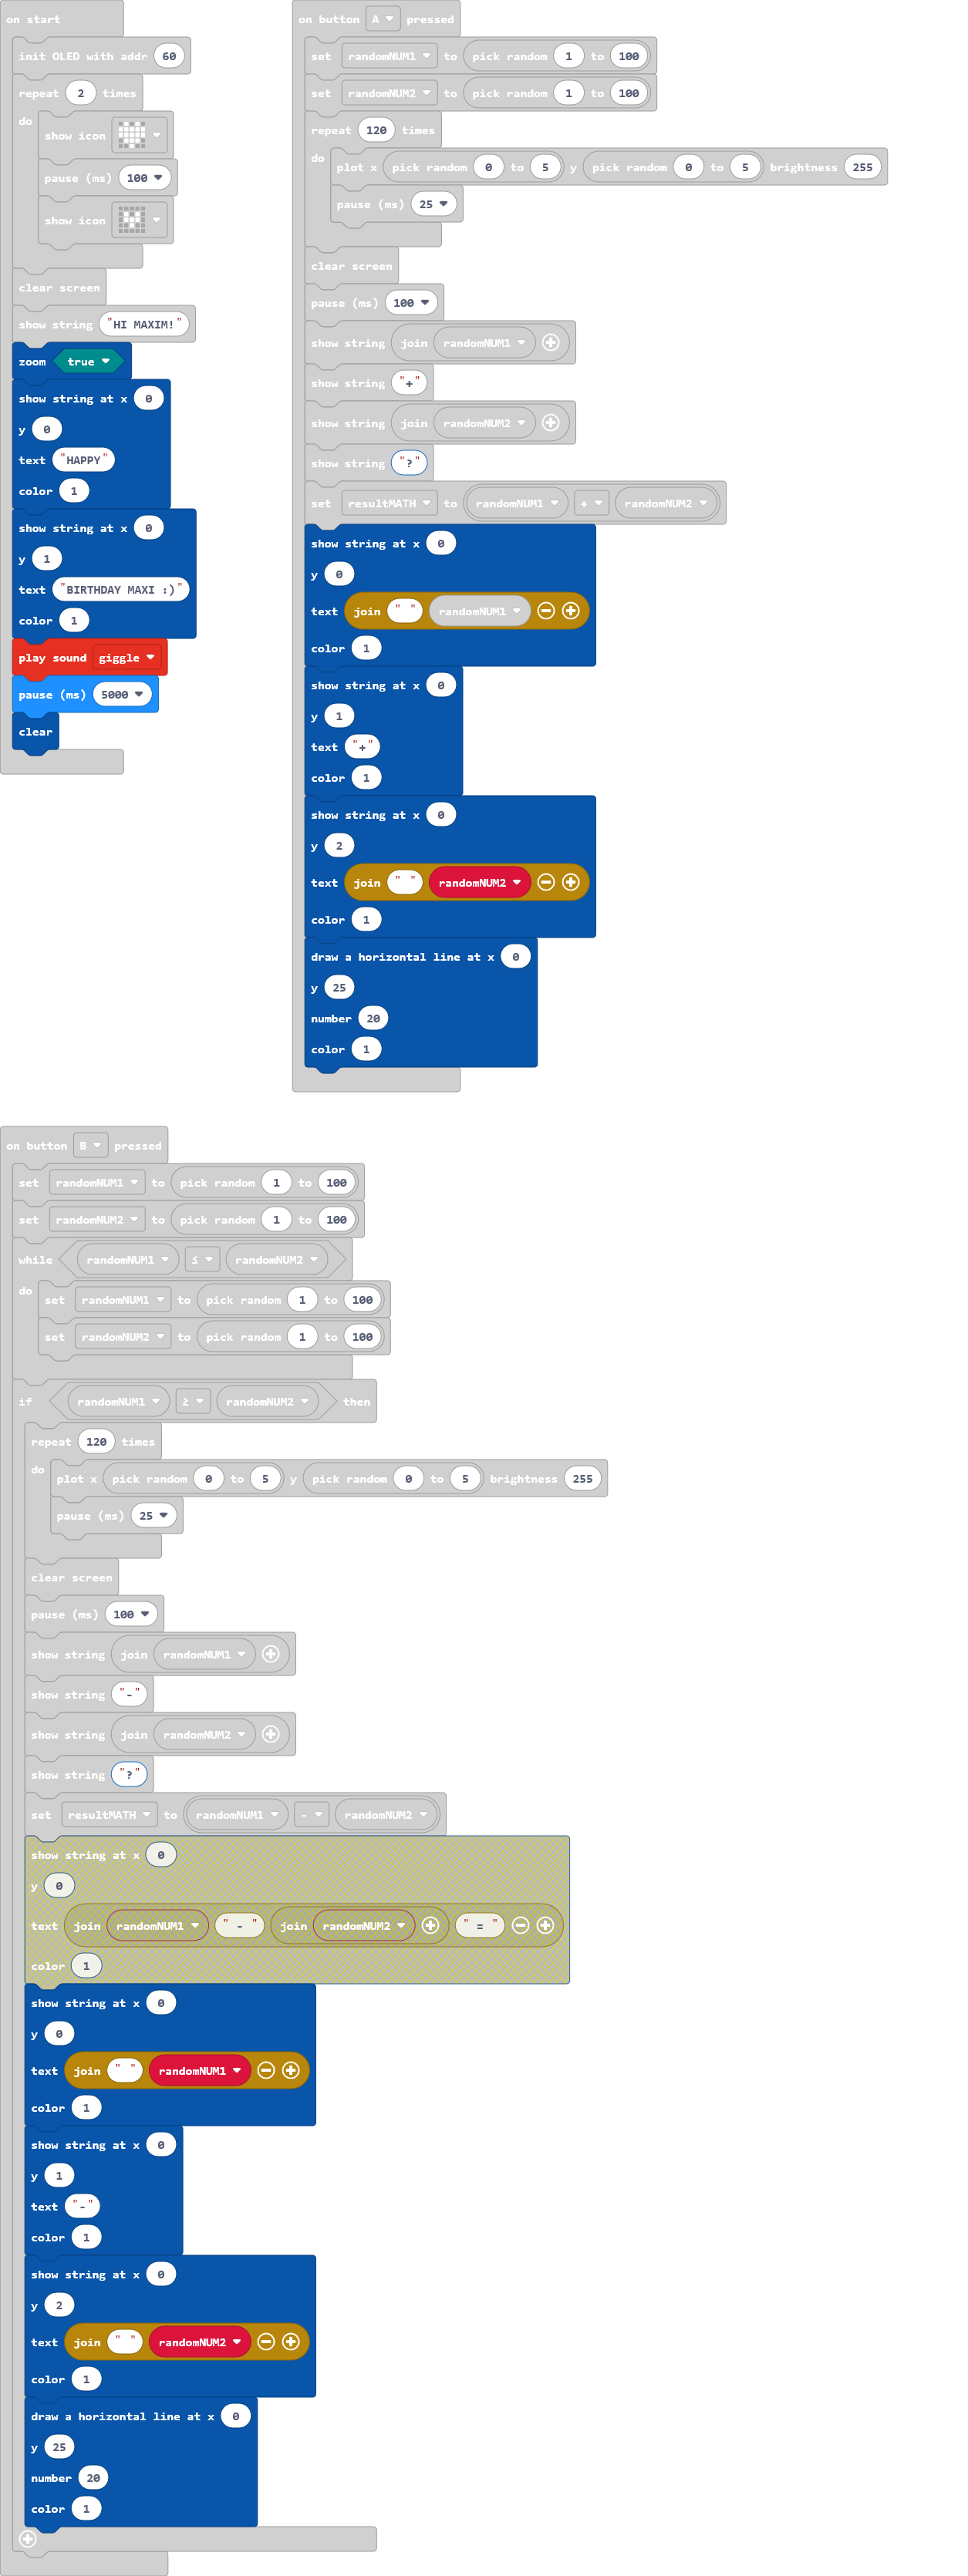 on start
init OLED with addr 60
repeat 2 times
do
show icon
pause (ms) 100
show icon
clear screen
show string "HI MAXIM!"
zoom true
show string at x 0
y 0
text "HAPPY"
color 1
show string at x 0
y 1
text "BIRTHDAY MAXI :)"
color 1
play sound giggle
pause (ms) 5000
clear
on button A pressed
set randomNUM1 to pick random 1 to 100
set randomNUM2 to pick random 1 to 100
repeat 120 times
do
plot x pick random 0 to 5 y pick random 0 to 5 brightness 255
pause (ms) 25
clear screen
pause (ms) 100
show string join randomNUM1
show string "+"
show string join randomNUM2
show string "?"
set resultMATH to randomNUM1 + randomNUM2
show string at x 0
y 0
text join " " randomNUM1
color 1
show string at x 0
y 1
text "+"
color 1
show string at x 0
y 2
text join " " randomNUM2
color 1
draw a horizontal line at x 0
y 25
number 20
color 1
on button B pressed
set randomNUM1 to pick random 1 to 100
set randomNUM2 to pick random 1 to 100
while randomNUM1 ≤ randomNUM2
do
set randomNUM1 to pick random 1 to 100
set randomNUM2 to pick random 1 to 100
if randomNUM1 ≥ randomNUM2 then
repeat 120 times
do
plot x pick random 0 to 5 y pick random 0 to 5 brightness 255
pause (ms) 25
clear screen
pause (ms) 100
show string join randomNUM1
show string "-"
show string join randomNUM2
show string "?"
set resultMATH to randomNUM1 - randomNUM2
show string at x 0
y 0
text join randomNUM1 " - " join randomNUM2 " = "
color 1
show string at x 0
y 0
text join " " randomNUM1
color 1
show string at x 0
y 1
text "-"
color 1
show string at x 0
y 2
text join " " randomNUM2
color 1
draw a horizontal line at x 0
y 25
number 20
color 1